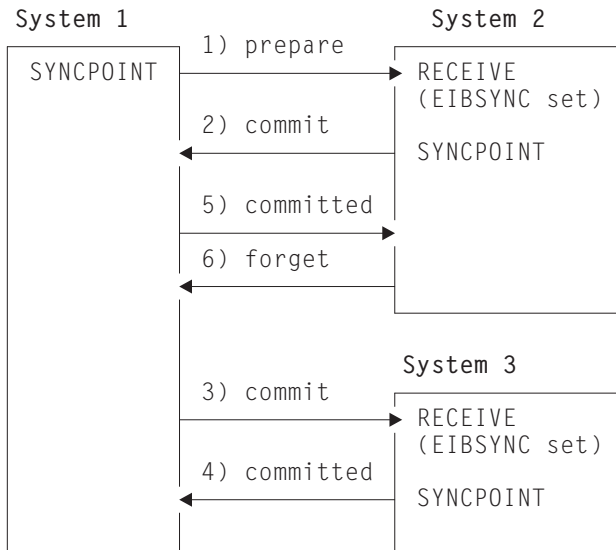 System 1
System 2
1) prepare
SYNCPOINT
RECEIVE
(EIBSYNC set)
2) commit
SYNCPOINT
5) committed
6) forget
System 3
3) commit
RECEIVE
(EIBSYNC set)
4) committed
SYNCPOINT